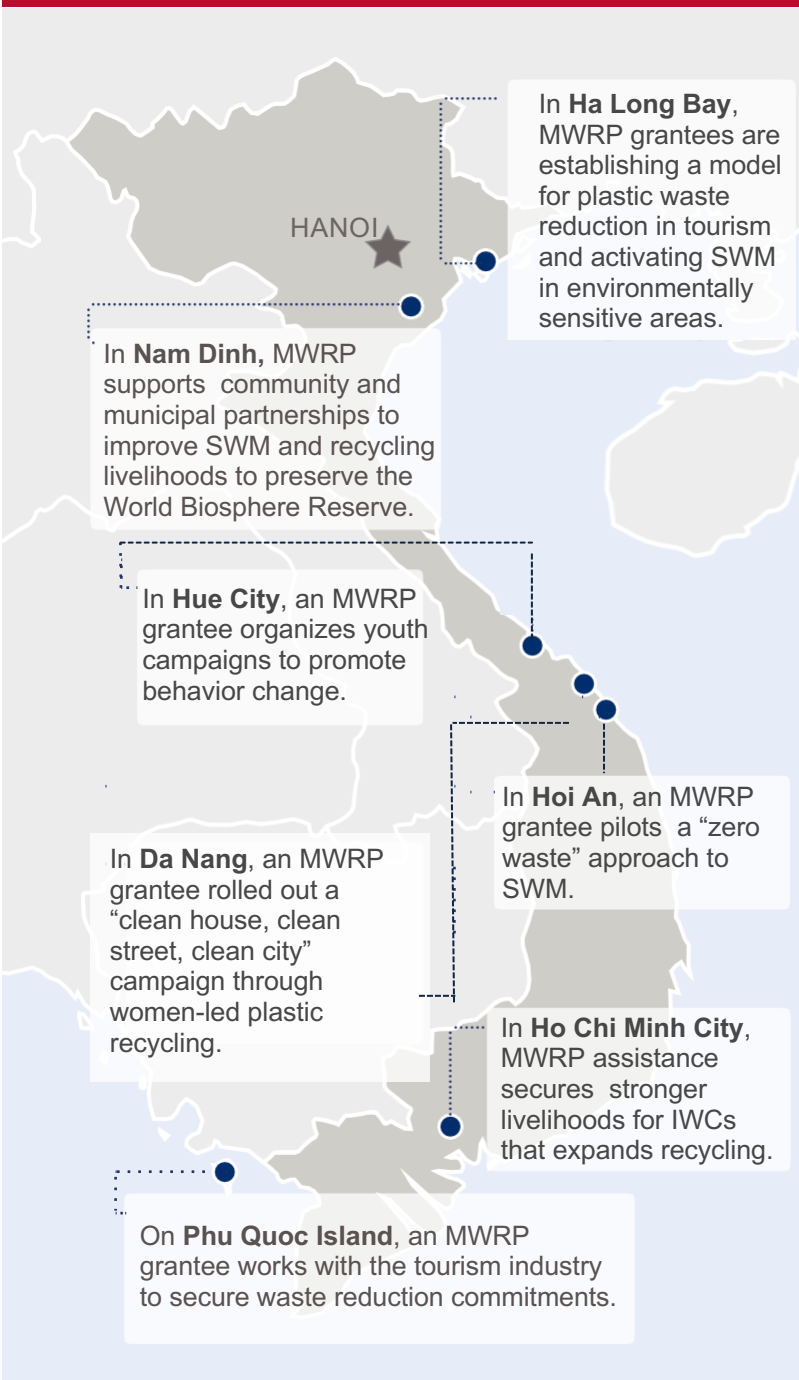 In Ha Long Bay,
MWRP grantees are
establishing a model
for plastic waste
reduction in tourism
and activating SWM
in environmentally
sensitive areas.
HANOI
In Nam Dinh, MWRP
supports community and
municipal partnerships to
improve SWM and recycling
livelihoods to preserve the
World Biosphere Reserve.
In Hue City, an MWRP
grantee organizes youth
campaigns to promote
behavior change.
In Hoi An, an MWRP
grantee pilots a “zero
waste” approach to
SWM.
In Da Nang, an MWRP
grantee rolled out a
“clean house, clean
street, clean city”
campaign through
women-led plastic
recycling.
In Ho Chi Minh City,
MWRP assistance
secures stronger
livelihoods for IWCs
that expands recycling.
On Phu Quoc Island, an MWRP
grantee works with the tourism industry
to secure waste reduction commitments.